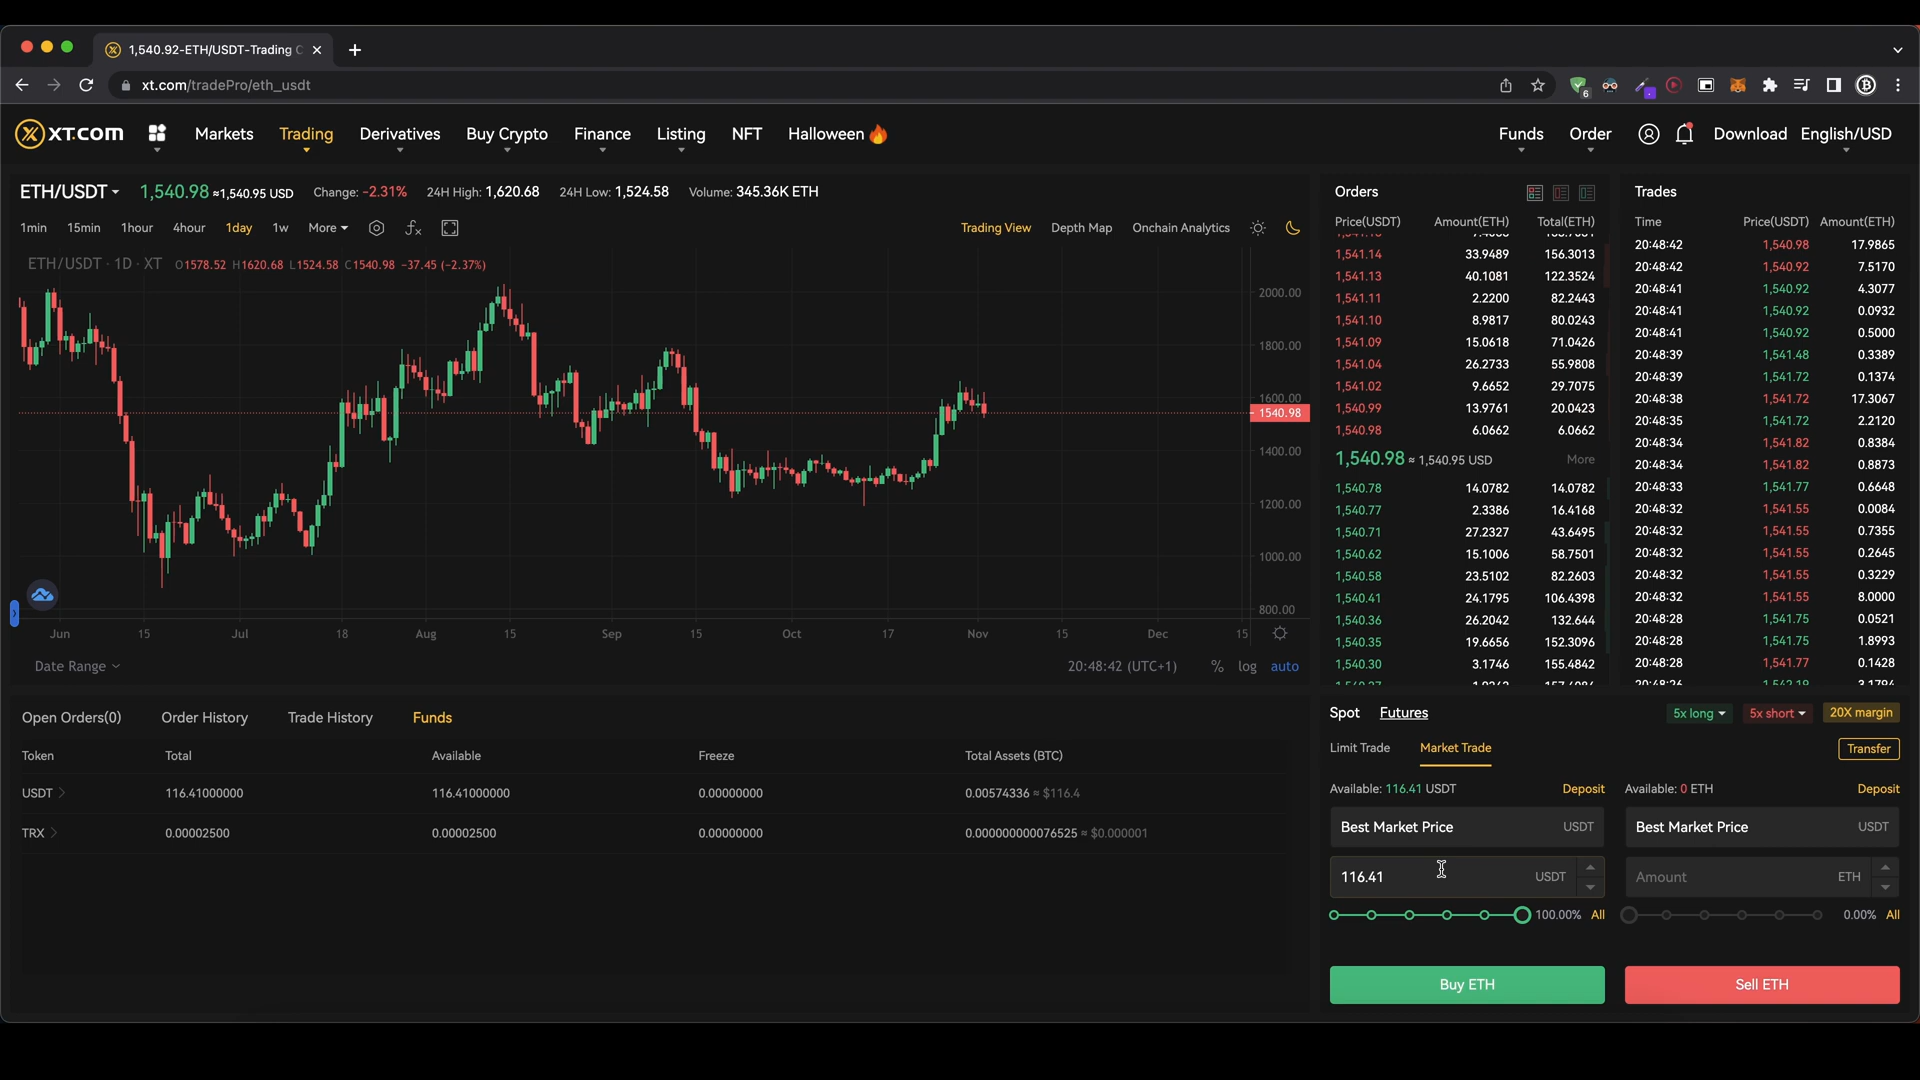 1,540.92-ETH/USDT-Trading C
xt.com/tradePro/eth_usdt
6
XT.COM Markets Trading Derivatives Buy Crypto Finance Listing NFT Halloween🔥 Funds Order Download English/USD
ETH/USDT 1,540.98 ≈1,540.95 USD Change: -2.31% 24H High: 1,620.68 24H Low: 1,524.58 Volume: 345.36K ETH
1min 15min 1hour 4hour 1day 1w More Trading View Depth Map Onchain Analytics
ETH/USDT · 1D · XT O1578.52 H1620.68 L1524.58 C1540.98 -37.45 (-2.37%)
2000.00
1800.00
1600.00
1540.98
1400.00
1200.00
1000.00
800.00
Jun 15 Jul 18 Aug 15 Sep 15 Oct 17 Nov 15 Dec 15
Date Range 20:48:42 (UTC+1) % log auto
Orders
Price(USDT) Amount(ETH) Total(ETH)
1,541.14 33.9489 156.3013
1,541.13 40.1081 122.3524
1,541.11 2.2200 82.2443
1,541.10 8.9817 80.0243
1,541.09 15.0618 71.0426
1,541.04 26.2733 55.9808
1,541.02 9.6652 29.7075
1,540.99 13.9761 20.0423
1,540.98 6.0662 6.0662
1,540.98 ≈ 1,540.95 USD More
1,540.78 14.0782 14.0782
1,540.77 2.3386 16.4168
1,540.71 27.2327 43.6495
1,540.62 15.1006 58.7501
1,540.58 23.5102 82.2603
1,540.41 24.1795 106.4398
1,540.36 26.2042 132.644
1,540.35 19.6656 152.3096
1,540.30 3.1746 155.4842
Trades
Time Price(USDT) Amount(ETH)
20:48:42 1,540.98 17.9865
20:48:42 1,540.92 7.5170
20:48:41 1,540.92 4.3077
20:48:41 1,540.92 0.0932
20:48:41 1,540.92 0.5000
20:48:39 1,541.48 0.3389
20:48:39 1,541.72 0.1374
20:48:38 1,541.72 17.3067
20:48:35 1,541.72 2.2120
20:48:34 1,541.82 0.8384
20:48:34 1,541.82 0.8873
20:48:33 1,541.77 0.6648
20:48:32 1,541.55 0.0084
20:48:32 1,541.55 0.7355
20:48:32 1,541.55 0.2645
20:48:32 1,541.55 0.3229
20:48:32 1,541.55 8.0000
20:48:28 1,541.75 0.0521
20:48:28 1,541.75 1.8993
20:48:28 1,541.77 0.1428
Open Orders(0) Order History Trade History Funds
Token Total Available Freeze Total Assets (BTC)
USDT 116.41000000 116.41000000 0.00000000 0.00574336 ≈ $116.4
TRX 0.00002500 0.00002500 0.00000000 0.000000000076525 ≈ $0.000001
Spot Futures 5x long 5x short 20X margin
Limit Trade Market Trade Transfer
Available: 116.41 USDT Deposit Available: 0 ETH Deposit
Best Market Price USDT Best Market Price USDT
116.41 USDT Amount ETH
100.00% All 0.00% All
Buy ETH Sell ETH